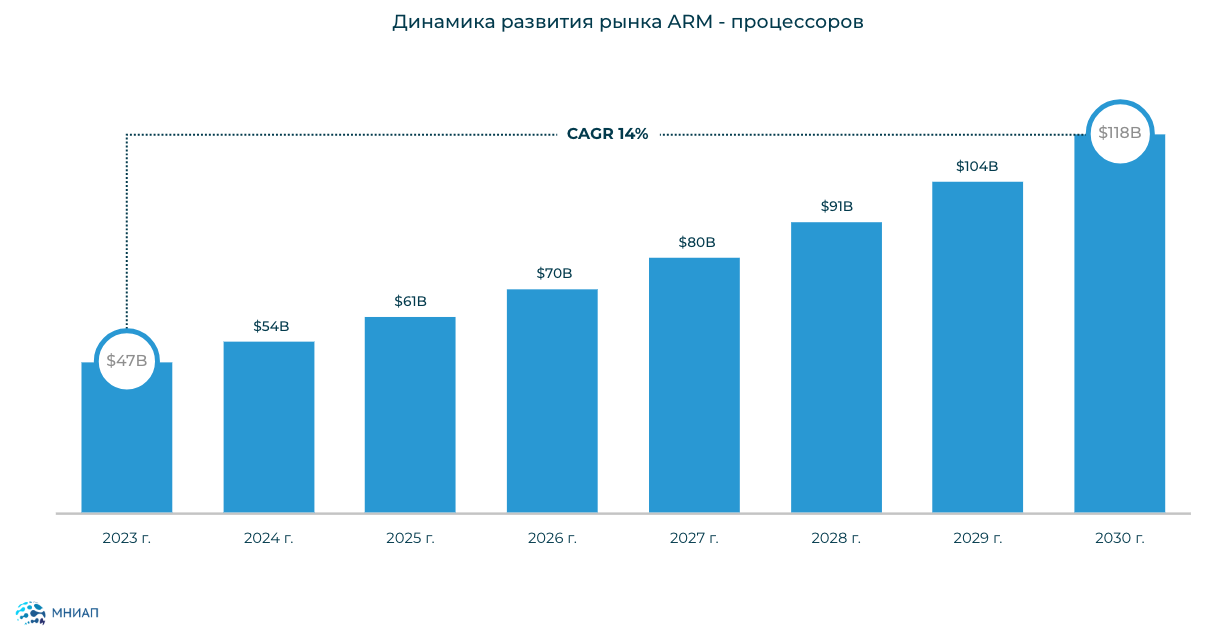 Динамика развития рынка ARM - процессоров
CAGR 14%
$118B
$104B
$91B
$80B
$70B
$61B
$54B
$47B
2023 г.
2024 г.
2025 г.
2026 г.
2027 г.
2028 г.
2029 г.
2030 г.
МНИАП